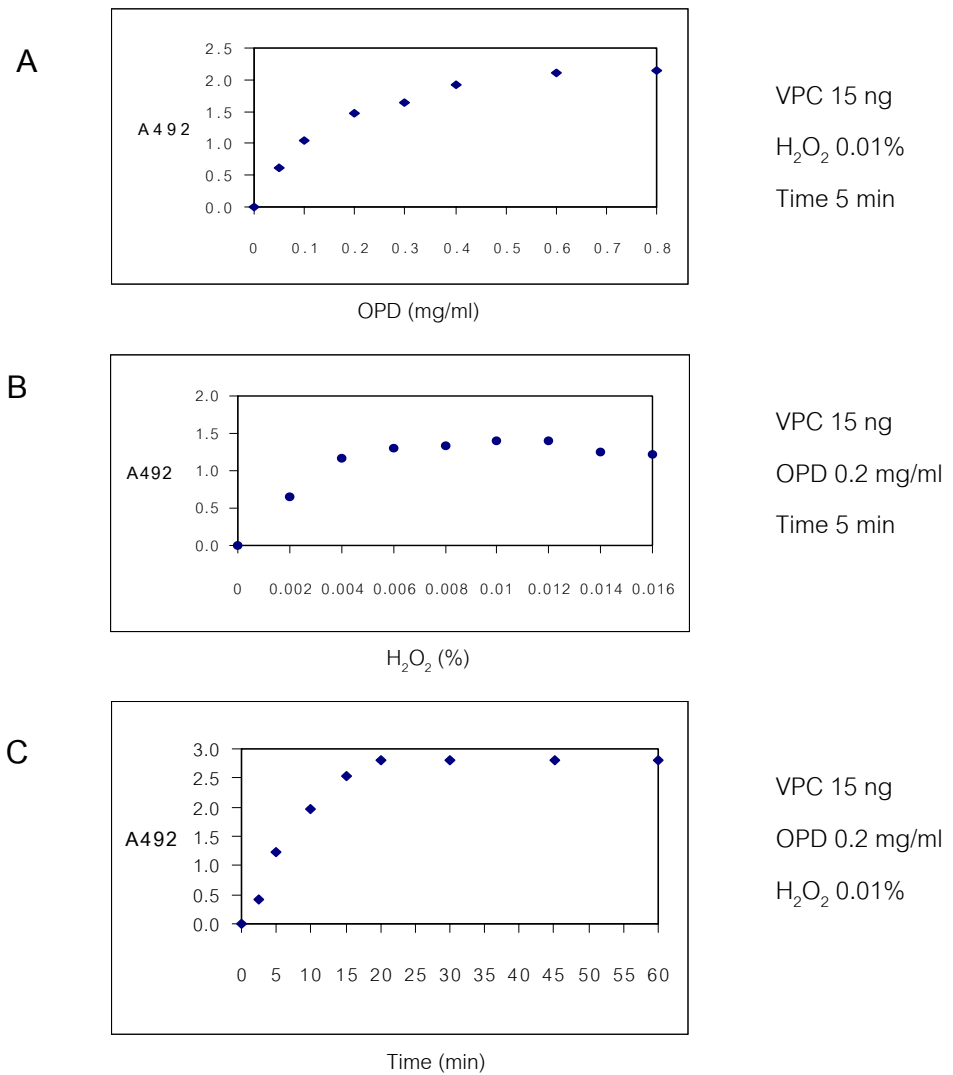 A
2.5
2.0
1.5
1.0
0.5
0.0
A492
0 0.1 0.2 0.3 0.4 0.5 0.6 0.7 0.8
OPD (mg/ml)
VPC 15 ng
H₂O₂ 0.01%
Time 5 min
B
2.0
1.5
1.0
0.5
0.0
A492
0 0.002 0.004 0.006 0.008 0.01 0.012 0.014 0.016
H₂O₂ (%)
VPC 15 ng
OPD 0.2 mg/ml
Time 5 min
C
3.0
2.5
2.0
1.5
1.0
0.5
0.0
A492
0 5 10 15 20 25 30 35 40 45 50 55 60
Time (min)
VPC 15 ng
OPD 0.2 mg/ml
H₂O₂ 0.01%